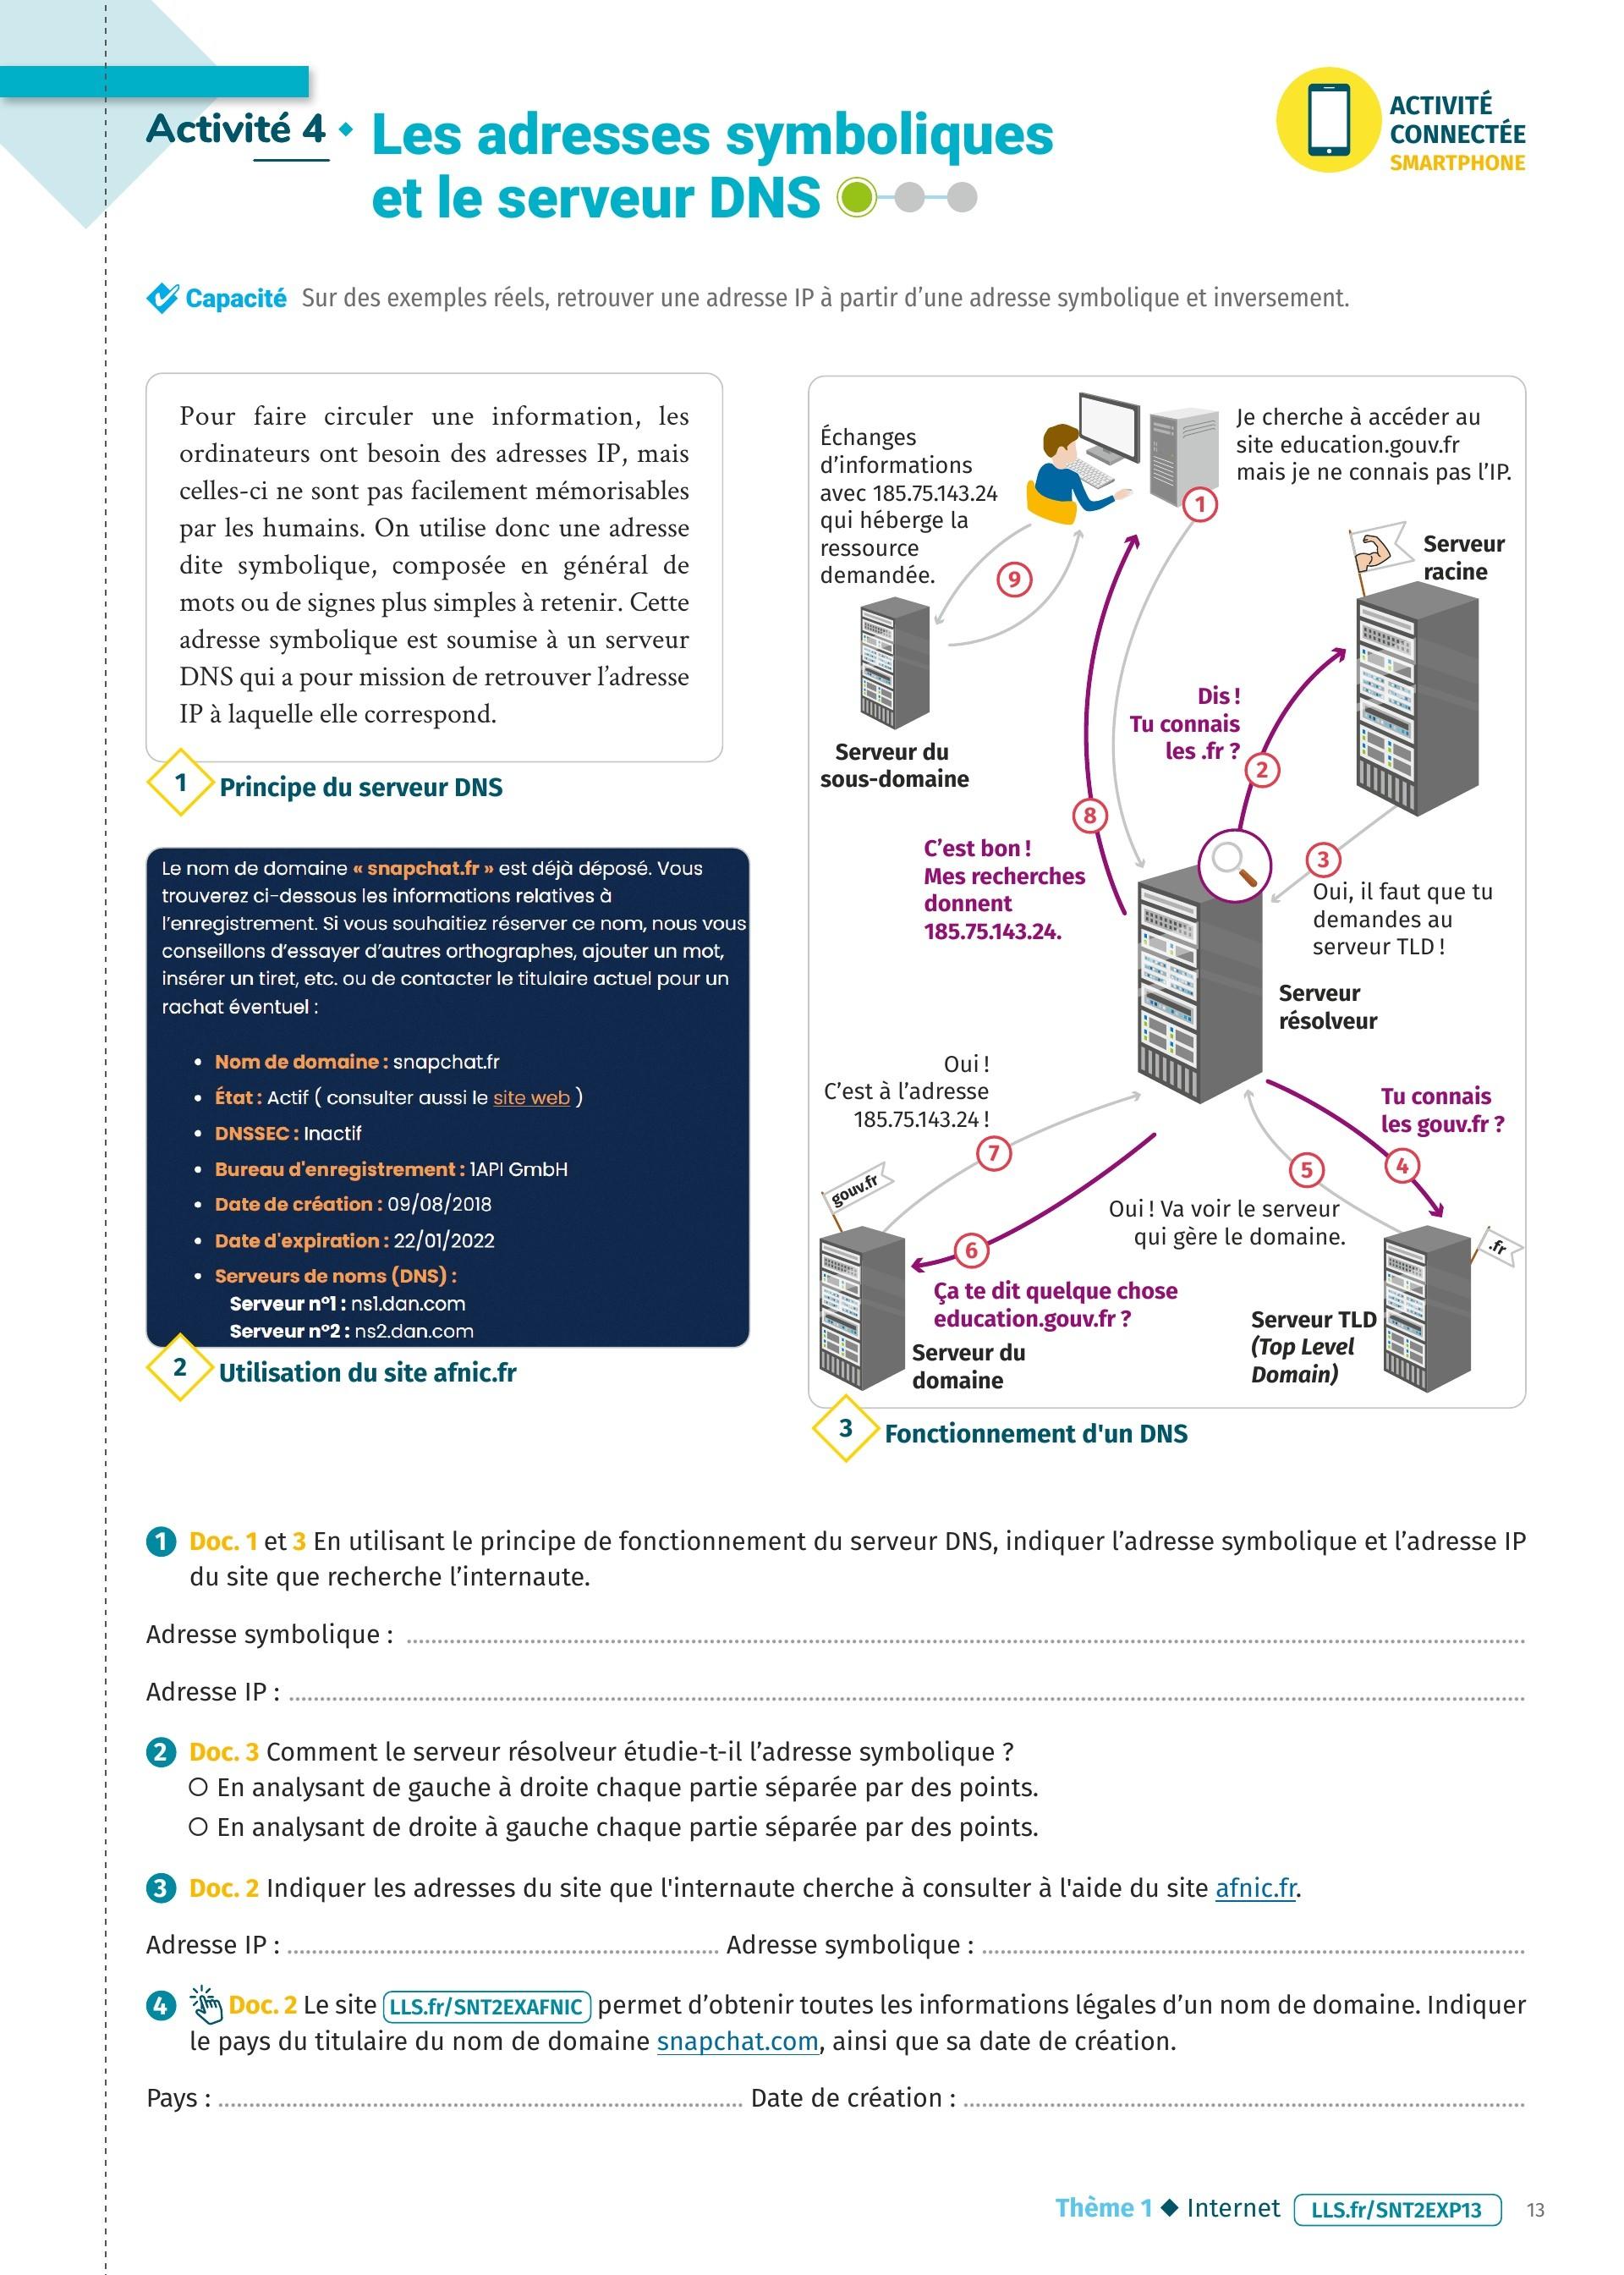 Activité 4
Les adresses symboliques
et le serveur DNS
ACTIVITÉ
CONNECTÉE
SMARTPHONE
Capacité Sur des exemples réels, retrouver une adresse IP à partir d’une adresse symbolique et inversement.
Pour faire circuler une information, les
ordinateurs ont besoin des adresses IP, mais
celles-ci ne sont pas facilement mémorisables
par les humains. On utilise donc une adresse
dite symbolique, composée en général de
mots ou de signes plus simples à retenir. Cette
adresse symbolique est soumise à un serveur
DNS qui a pour mission de retrouver l’adresse
IP à laquelle elle correspond.
1 Principe du serveur DNS
Le nom de domaine « snapchat.fr » est déjà déposé. Vous
trouverez ci-dessous les informations relatives à
l’enregistrement. Si vous souhaitiez réserver ce nom, nous vous
conseillons d’essayer d’autres orthographes, ajouter un mot,
insérer un tiret, etc. ou de contacter le titulaire actuel pour un
rachat éventuel :
• Nom de domaine : snapchat.fr
• État : Actif ( consulter aussi le site web )
• DNSSEC : Inactif
• Bureau d'enregistrement : 1API GmbH
• Date de création : 09/08/2018
• Date d'expiration : 22/01/2022
• Serveurs de noms (DNS) :
Serveur n°1 : ns1.dan.com
Serveur n°2 : ns2.dan.com
2 Utilisation du site afnic.fr
Échanges
d’informations
avec 185.75.143.24
qui héberge la
ressource
demandée.
Je cherche à accéder au
site education.gouv.fr
mais je ne connais pas l’IP.
1
9
Serveur
racine
Serveur du
sous-domaine
Dis !
Tu connais
les .fr ?
2
8
C’est bon !
Mes recherches
donnent
185.75.143.24.
3
Oui, il faut que tu
demandes au
serveur TLD !
Serveur
résolveur
Oui !
C’est à l’adresse
185.75.143.24 !
7
Tu connais
les gouv.fr ?
4
5
Oui ! Va voir le serveur
qui gère le domaine.
gouv.fr
.fr
6
Ça te dit quelque chose
education.gouv.fr ?
Serveur du
domaine
Serveur TLD
(Top Level
Domain)
3 Fonctionnement d'un DNS
1 Doc. 1 et 3 En utilisant le principe de fonctionnement du serveur DNS, indiquer l’adresse symbolique et l’adresse IP
du site que recherche l’internaute.
Adresse symbolique :
Adresse IP :
2 Doc. 3 Comment le serveur résolveur étudie-t-il l’adresse symbolique ?
En analysant de gauche à droite chaque partie séparée par des points.
En analysant de droite à gauche chaque partie séparée par des points.
3 Doc. 2 Indiquer les adresses du site que l'internaute cherche à consulter à l'aide du site afnic.fr.
Adresse IP : Adresse symbolique :
4 Doc. 2 Le site LLS.fr/SNT2EXAFNIC permet d’obtenir toutes les informations légales d’un nom de domaine. Indiquer
le pays du titulaire du nom de domaine snapchat.com, ainsi que sa date de création.
Pays : Date de création :
Thème 1 ◆ Internet LLS.fr/SNT2EXP13 13